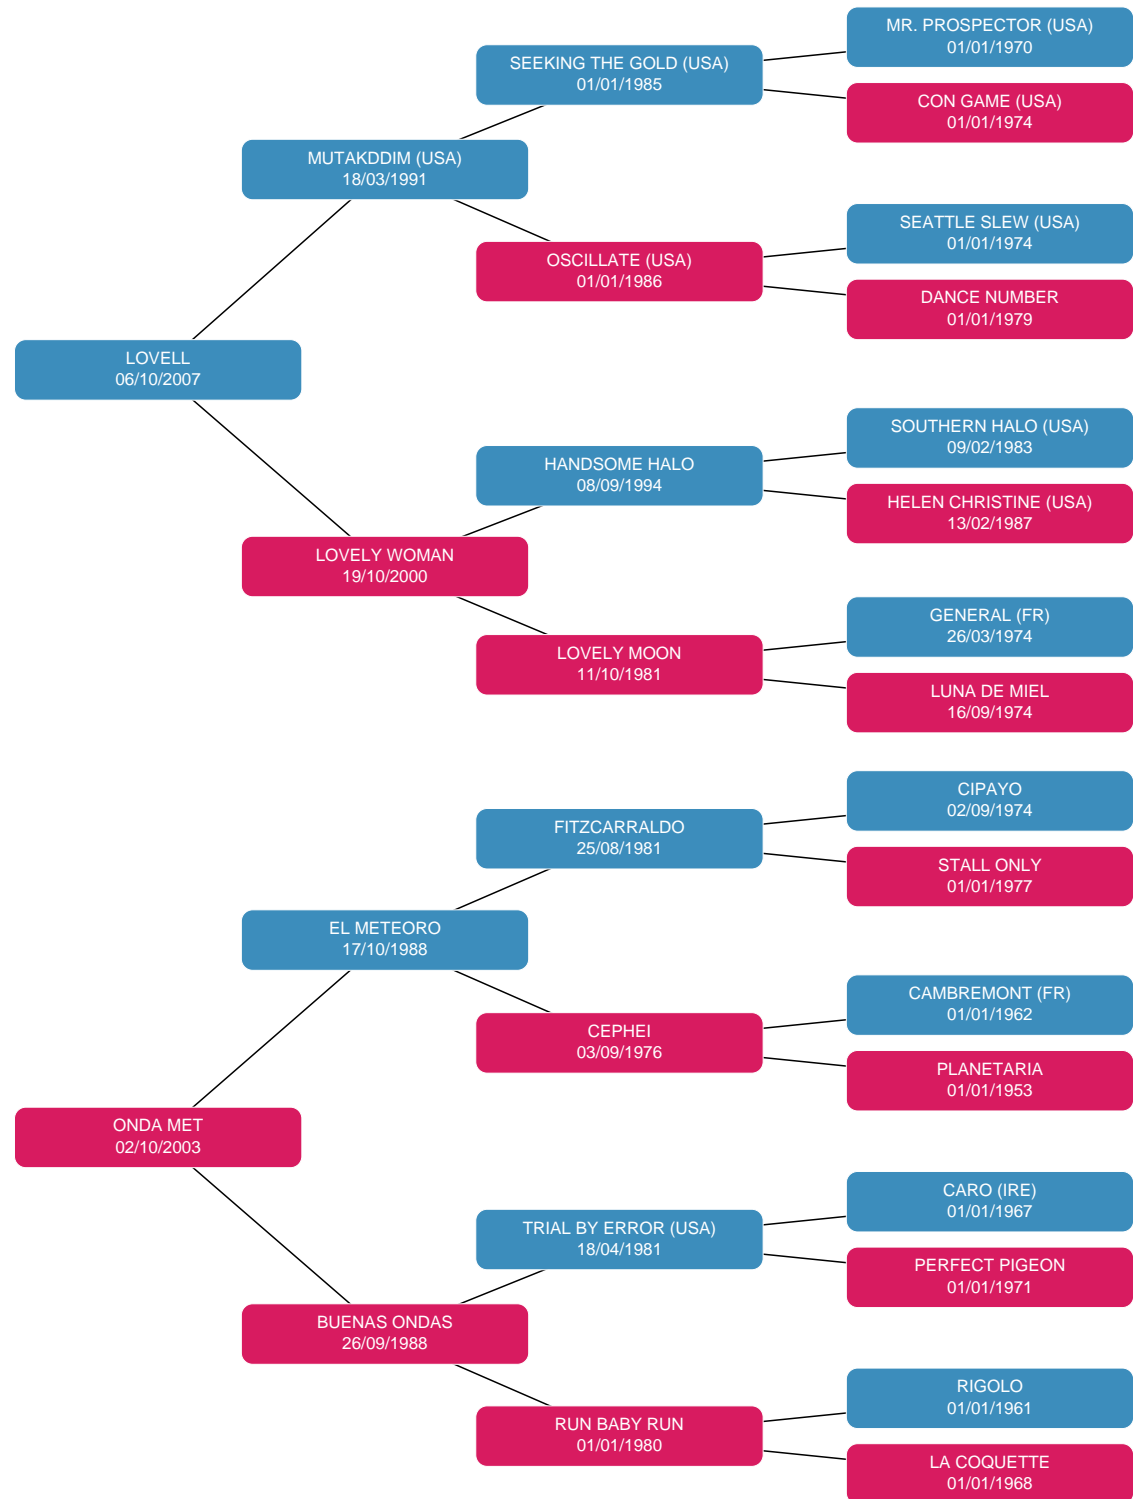 MR. PROSPECTOR (USA)
01/01/1970
SEEKING THE GOLD (USA)
01/01/1985
CON GAME (USA)
01/01/1974
MUTAKDDIM (USA)
18/03/1991
SEATTLE SLEW (USA)
01/01/1974
OSCILLATE (USA)
01/01/1986
DANCE NUMBER
01/01/1979
LOVELL
06/10/2007
SOUTHERN HALO (USA)
09/02/1983
HANDSOME HALO
08/09/1994
HELEN CHRISTINE (USA)
13/02/1987
LOVELY WOMAN
19/10/2000
GENERAL (FR)
26/03/1974
LOVELY MOON
11/10/1981
LUNA DE MIEL
16/09/1974
CIPAYO
02/09/1974
FITZCARRALDO
25/08/1981
STALL ONLY
01/01/1977
EL METEORO
17/10/1988
CAMBREMONT (FR)
01/01/1962
CEPHEI
03/09/1976
PLANETARIA
01/01/1953
ONDA MET
02/10/2003
CARO (IRE)
01/01/1967
TRIAL BY ERROR (USA)
18/04/1981
PERFECT PIGEON
01/01/1971
BUENAS ONDAS
26/09/1988
RIGOLO
01/01/1961
RUN BABY RUN
01/01/1980
LA COQUETTE
01/01/1968